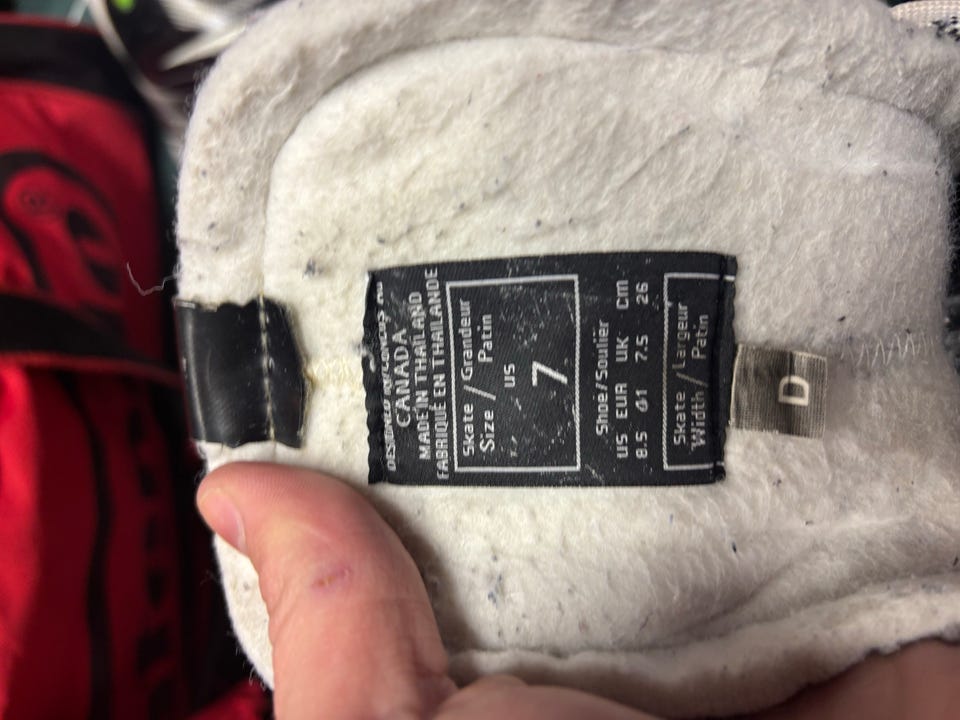 CANADA
MADE IN THAILAND
FABRIQUÉ EN THAILANDE
Skate / Grandeur
Size / Patin
US
7
Shoe/Soulier
US EUR UK cm
8.5 41 7.5 26
Skate / Largeur
Width / Patin
D